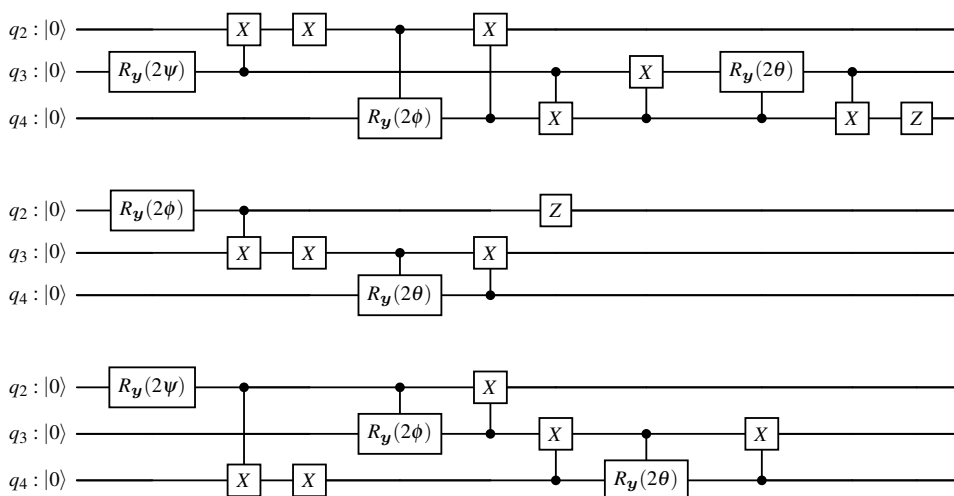 q₂ : |0⟩ X X X
q₃ : |0⟩ R_y(2ψ) X R_y(2θ)
q₄ : |0⟩ R_y(2ϕ) X X Z
q₂ : |0⟩ R_y(2ϕ) Z
q₃ : |0⟩ X X X
q₄ : |0⟩ R_y(2θ)
q₂ : |0⟩ R_y(2ψ) X
q₃ : |0⟩ R_y(2ϕ) X X
q₄ : |0⟩ X X R_y(2θ)